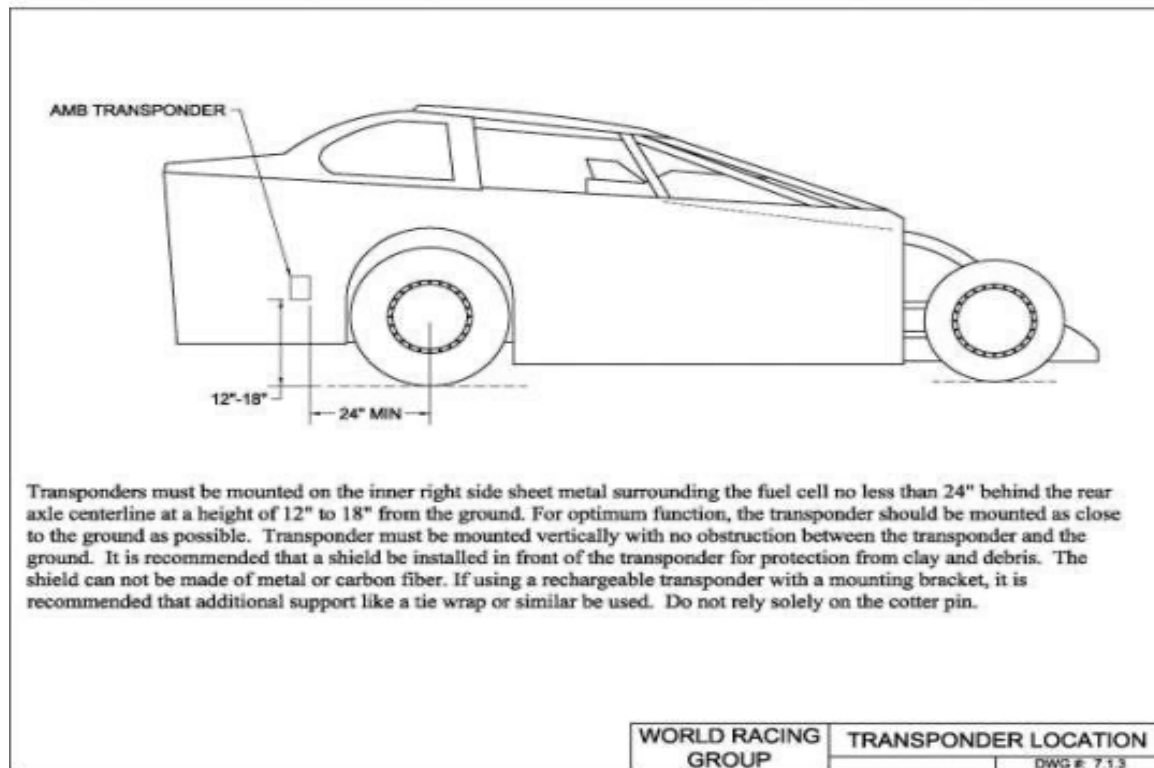 AMB TRANSPONDER
12"-18"
24" MIN
Transponders must be mounted on the inner right side sheet metal surrounding the fuel cell no less than 24" behind the rear
axle centerline at a height of 12" to 18" from the ground. For optimum function, the transponder should be mounted as close
to the ground as possible. Transponder must be mounted vertically with no obstruction between the transponder and the
ground. It is recommended that a shield be installed in front of the transponder for protection from clay and debris. The
shield can not be made of metal or carbon fiber. If using a rechargeable transponder with a mounting bracket, it is
recommended that additional support like a tie wrap or similar be used. Do not rely solely on the cotter pin.
WORLD RACING
GROUP
TRANSPONDER LOCATION
DWG #: 7.1.3